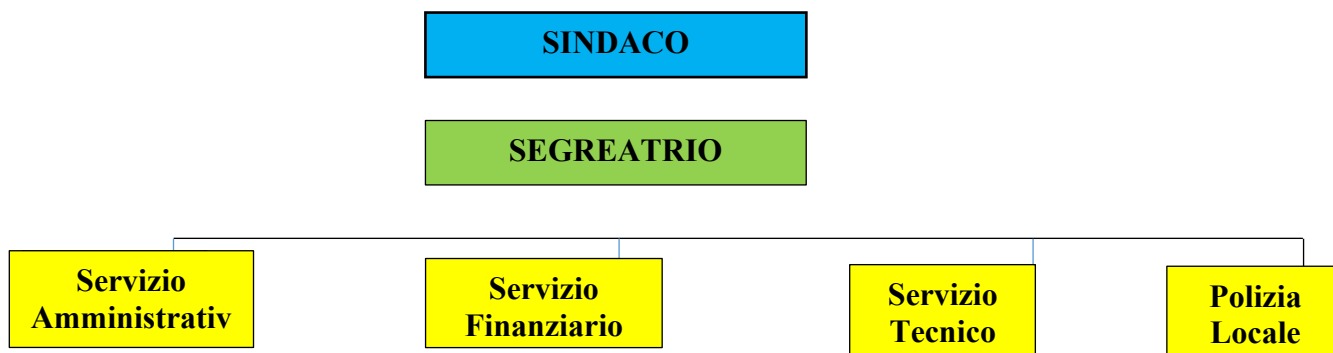 SINDACO
SEGREATRIO
Servizio
Amministrativ
Servizio
Finanziario
Servizio
Tecnico
Polizia
Locale